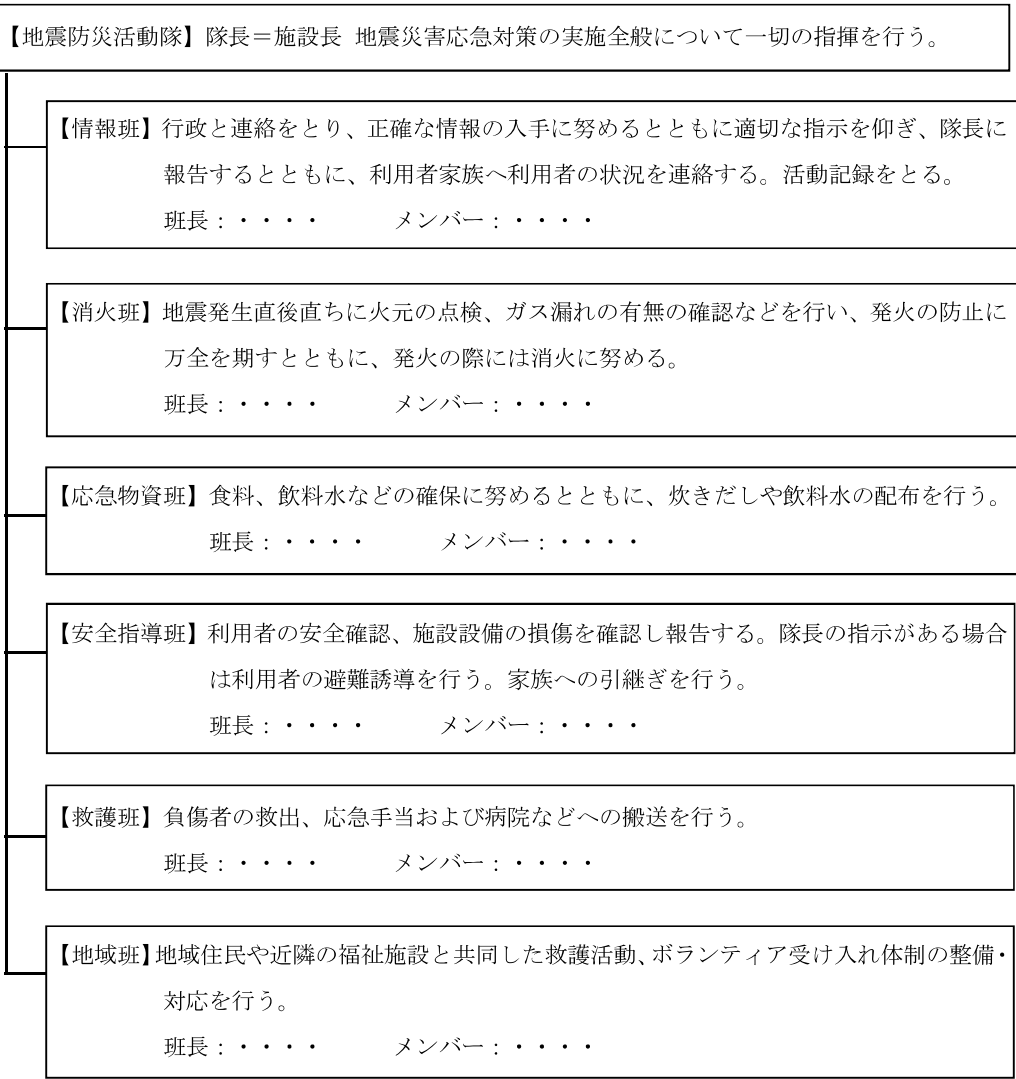 【地震防災活動隊】隊長＝施設長 地震災害応急対策の実施全般について一切の指揮を行う。
【情報班】行政と連絡をとり、正確な情報の入手に努めるとともに適切な指示を仰ぎ、隊長に
報告するとともに、利用者家族へ利用者の状況を連絡する。活動記録をとる。
班長：・・・・　　　メンバー：・・・・
【消火班】地震発生直後直ちに火元の点検、ガス漏れの有無の確認などを行い、発火の防止に
万全を期すとともに、発火の際には消火に努める。
班長：・・・・　　　メンバー：・・・・
【応急物資班】食料、飲料水などの確保に努めるとともに、炊きだしや飲料水の配布を行う。
班長：・・・・　　　メンバー：・・・・
【安全指導班】利用者の安全確認、施設設備の損傷を確認し報告する。隊長の指示がある場合
は利用者の避難誘導を行う。家族への引継ぎを行う。
班長：・・・・　　　メンバー：・・・・
【救護班】負傷者の救出、応急手当および病院などへの搬送を行う。
班長：・・・・　　　メンバー：・・・・
【地域班】地域住民や近隣の福祉施設と共同した救護活動、ボランティア受け入れ体制の整備・
対応を行う。
班長：・・・・　　　メンバー：・・・・